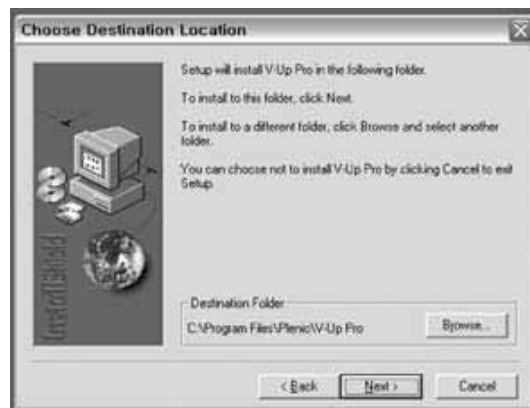 Choose Destination Location
Setup will install V-Up Pro in the following folder.
To install to this folder, click Next.
To install to a different folder, click Browse and select another
folder.
You can choose not to install V-Up Pro by clicking Cancel to exit
Setup.
Destination Folder
C:\Program Files\Plenic\V-Up Pro
Browse...
< Back
Next >
Cancel